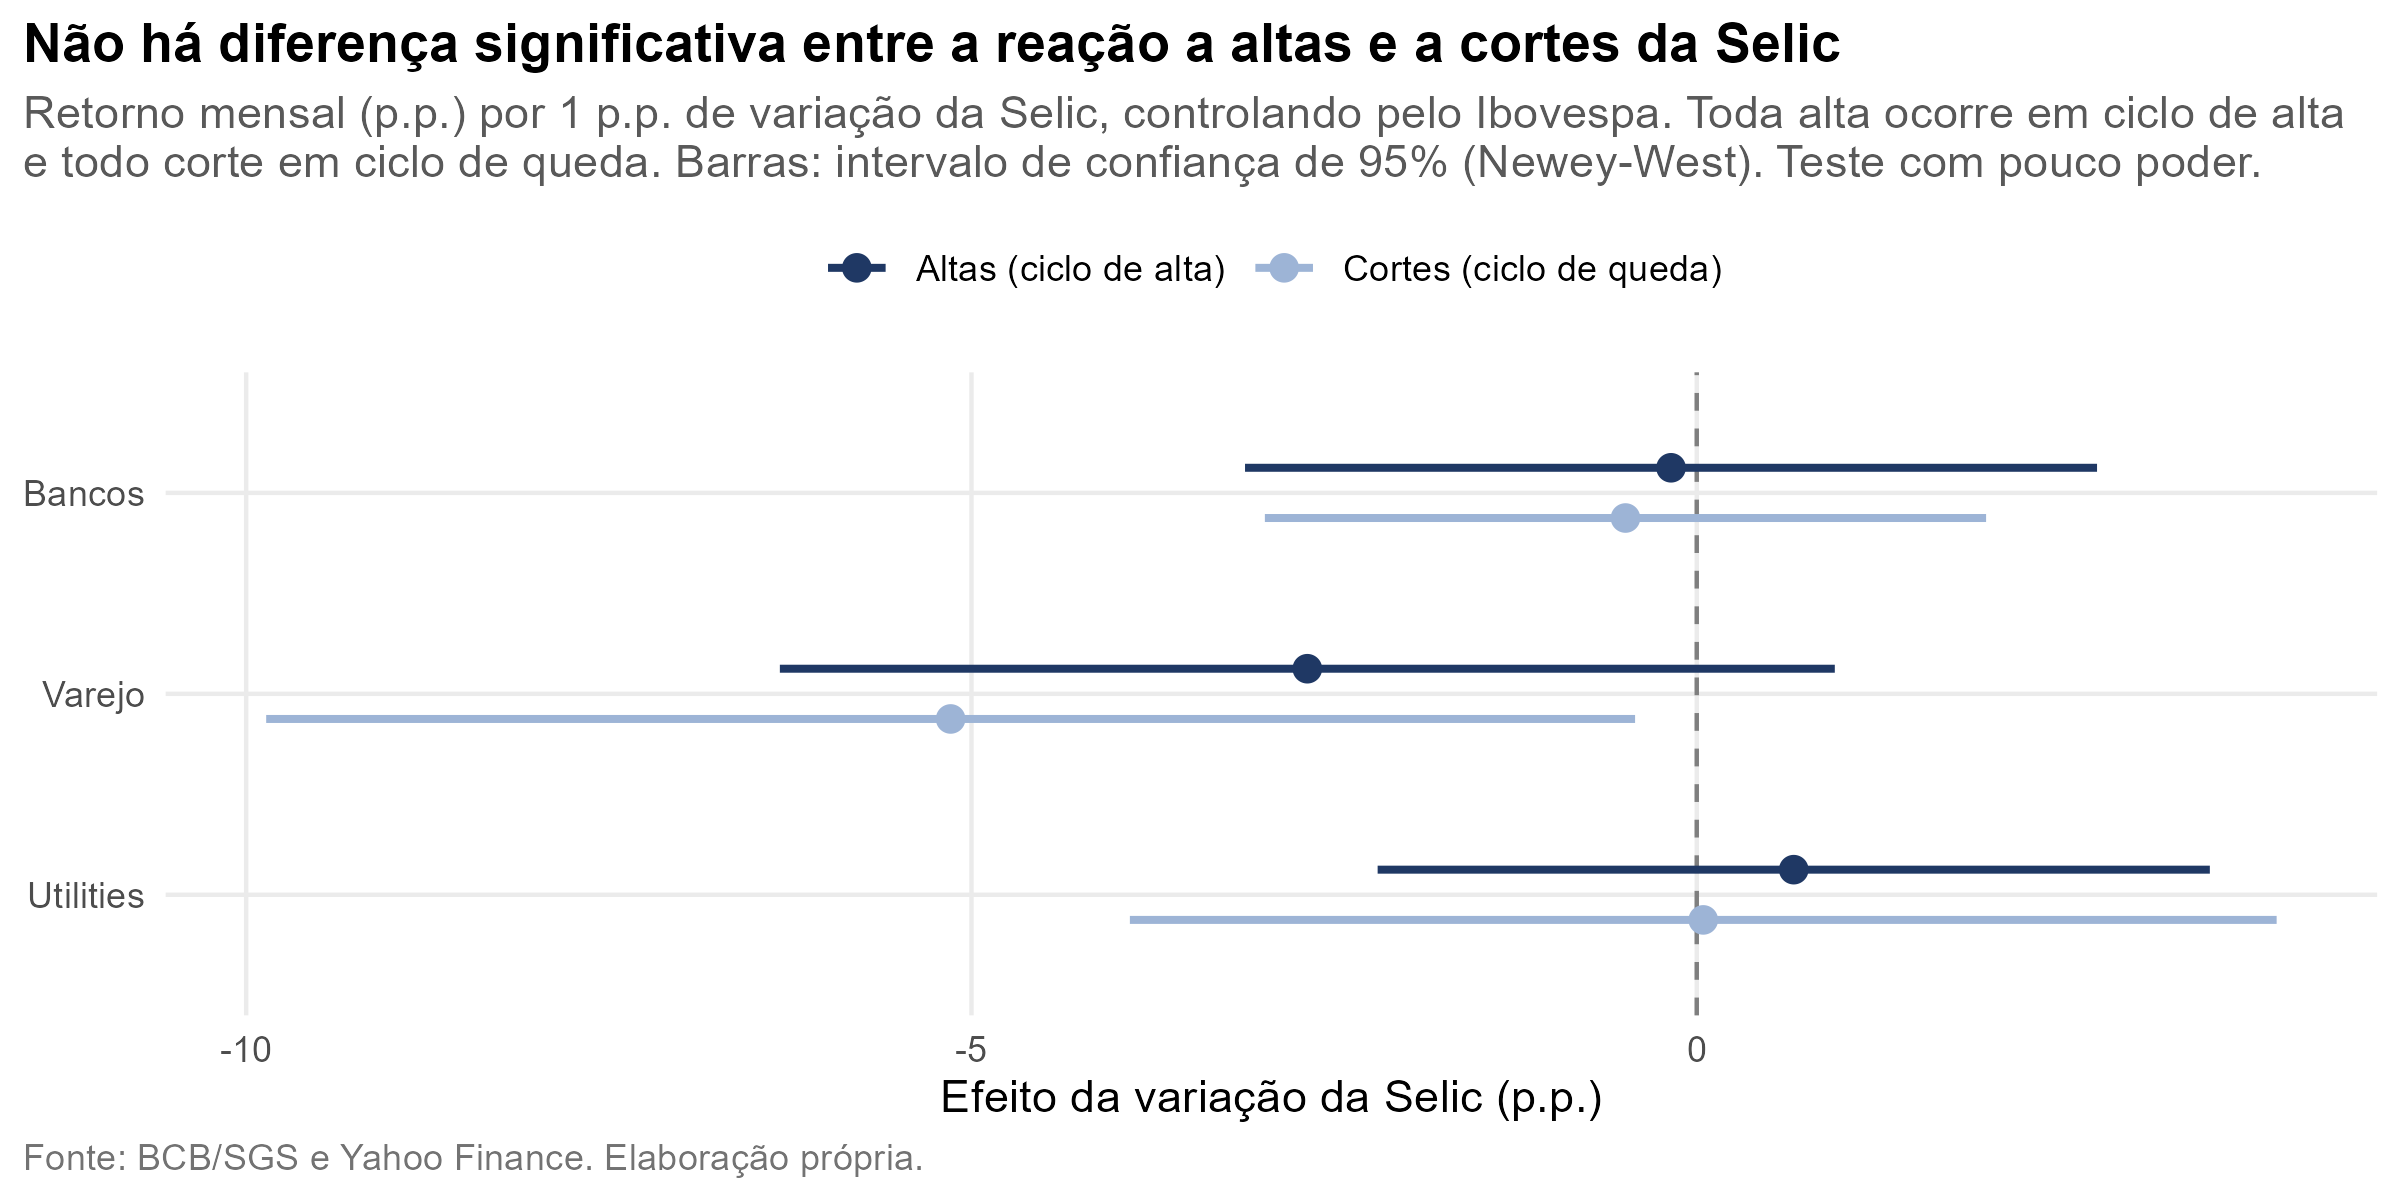 Não há diferença significativa entre a reação a altas e a cortes da Selic
Retorno mensal (p.p.) por 1 p.p. de variação da Selic, controlando pelo Ibovespa. Toda alta ocorre em ciclo de alta
e todo corte em ciclo de queda. Barras: intervalo de confiança de 95% (Newey-West). Teste com pouco poder.
Altas (ciclo de alta) Cortes (ciclo de queda)
Bancos
Varejo
Utilities
-10 -5 0
Efeito da variação da Selic (p.p.)
Fonte: BCB/SGS e Yahoo Finance. Elaboração própria.